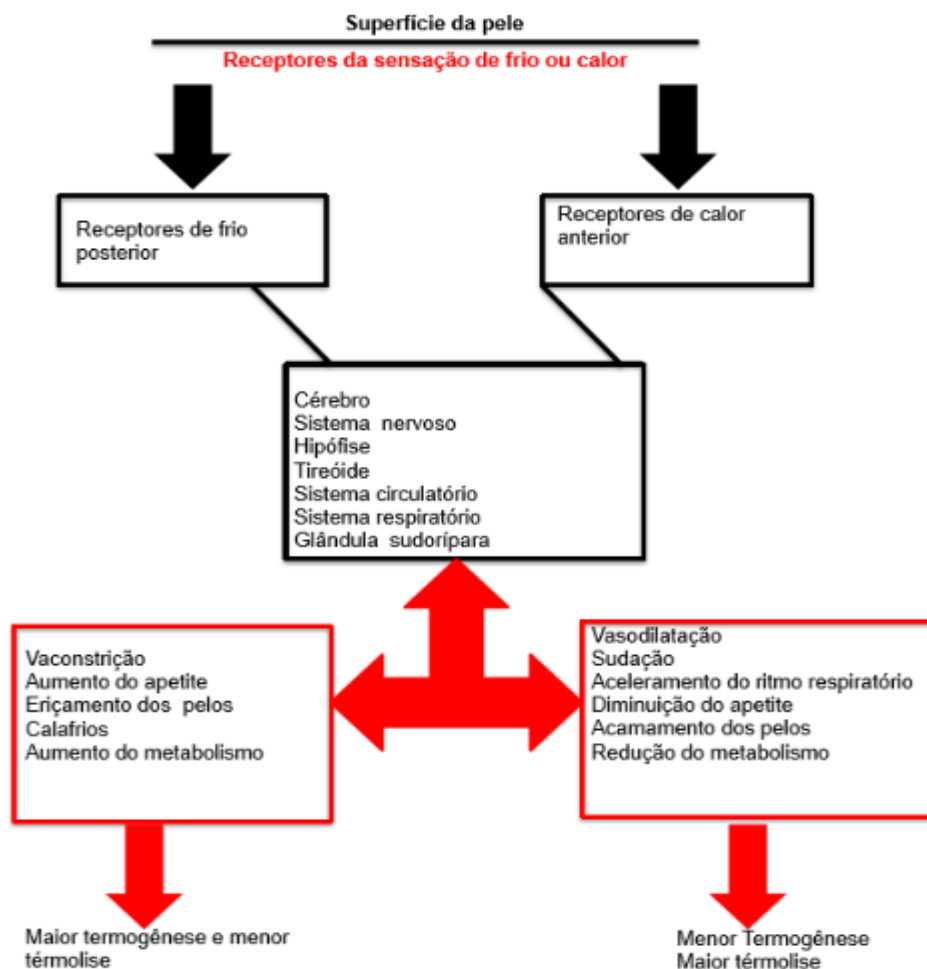 Superfície da pele
Receptores da sensação de frio ou calor
Receptores de frio
posterior
Receptores de calor
anterior
Cérebro
Sistema nervoso
Hipófise
Tireóide
Sistema circulatório
Sistema respiratório
Glândula sudorípara
Vaconstrição
Aumento do apetite
Eriçamento dos pelos
Calafrios
Aumento do metabolismo
Vasodilatação
Sudação
Aceleramento do ritmo respiratório
Diminuição do apetite
Acamamento dos pelos
Redução do metabolismo
Maior termogênese e menor
térmolise
Menor Termogênese
Maior térmolise